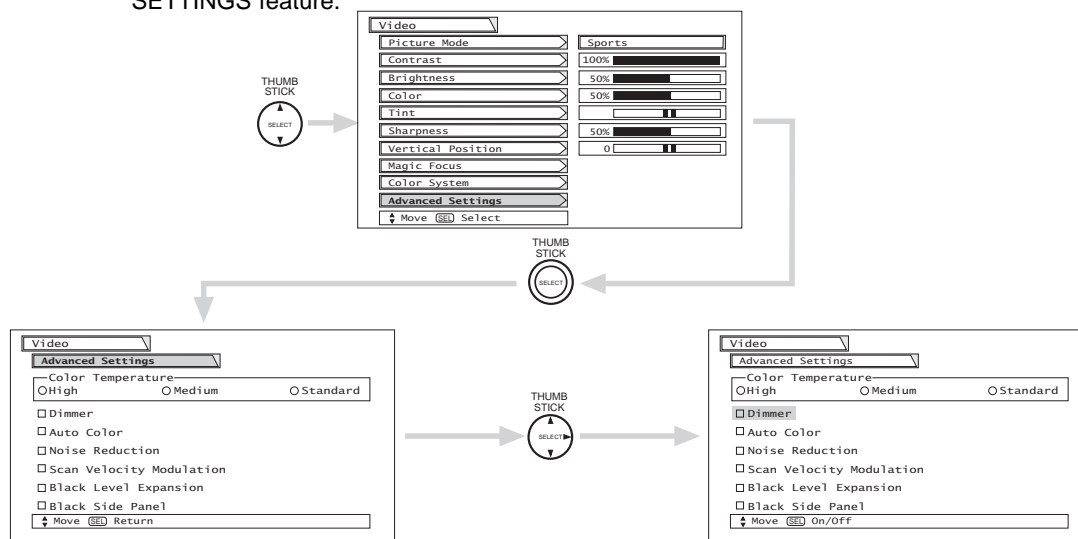 SETTINGS feature.
Video
Picture Mode Sports
Contrast 100%
Brightness 50%
Color 50%
Tint
Sharpness 50%
Vertical Position 0
Magic Focus
Color System
Advanced Settings
Move SEL Select
THUMB
STICK
SELECT
THUMB
STICK
SELECT
Video
Advanced Settings
Color Temperature
High Medium Standard
Dimmer
Auto Color
Noise Reduction
Scan Velocity Modulation
Black Level Expansion
Black Side Panel
Move SEL Return
THUMB
STICK
SELECT
Video
Advanced Settings
Color Temperature
High Medium Standard
Dimmer
Auto Color
Noise Reduction
Scan Velocity Modulation
Black Level Expansion
Black Side Panel
Move SEL On/Off